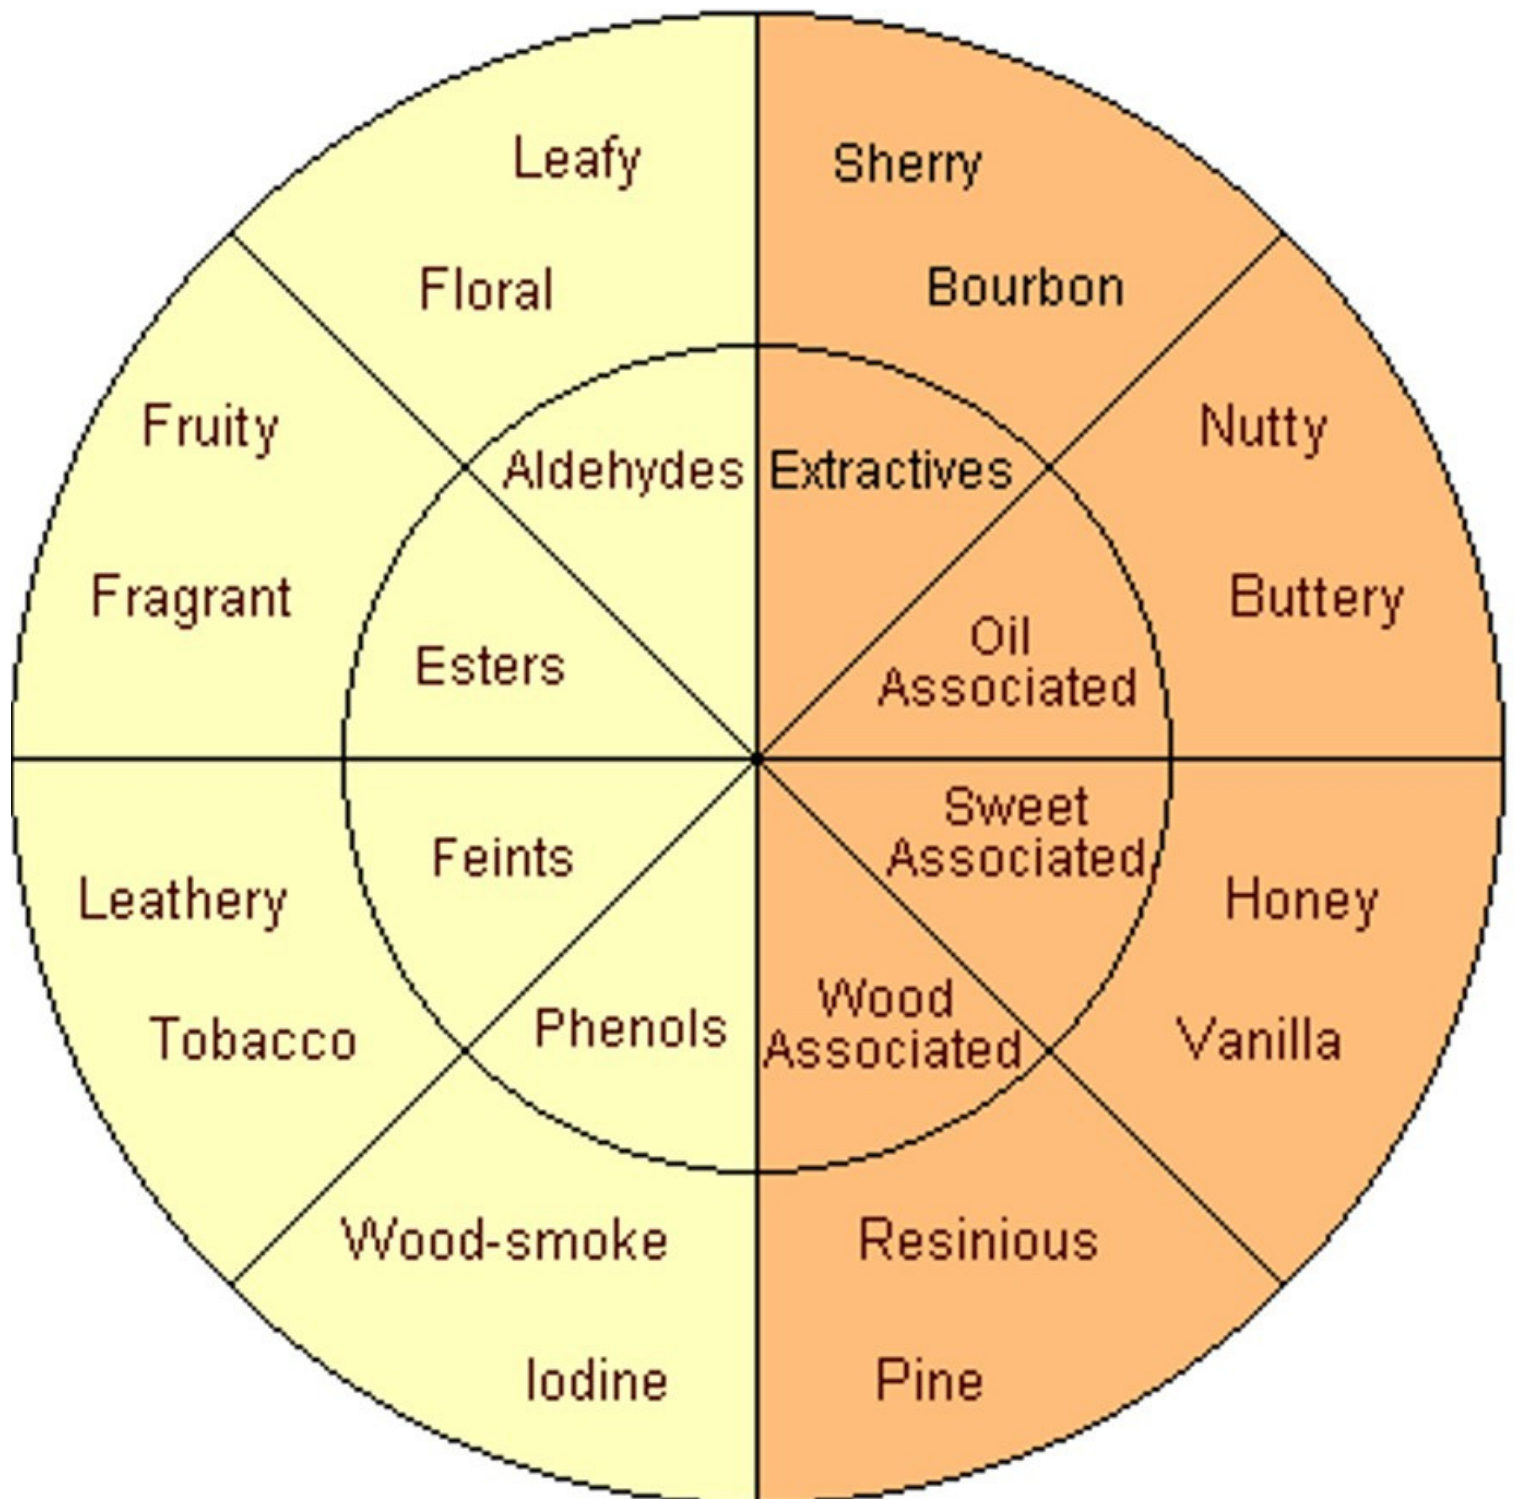 Leafy
Sherry
Floral
Bourbon
Fruity
Nutty
Aldehydes
Extractives
Fragrant
Buttery
Esters
Oil
Associated
Feints
Sweet
Associated
Leathery
Honey
Tobacco
Vanilla
Phenols
Wood
Associated
Wood-smoke
Resinious
Iodine
Pine